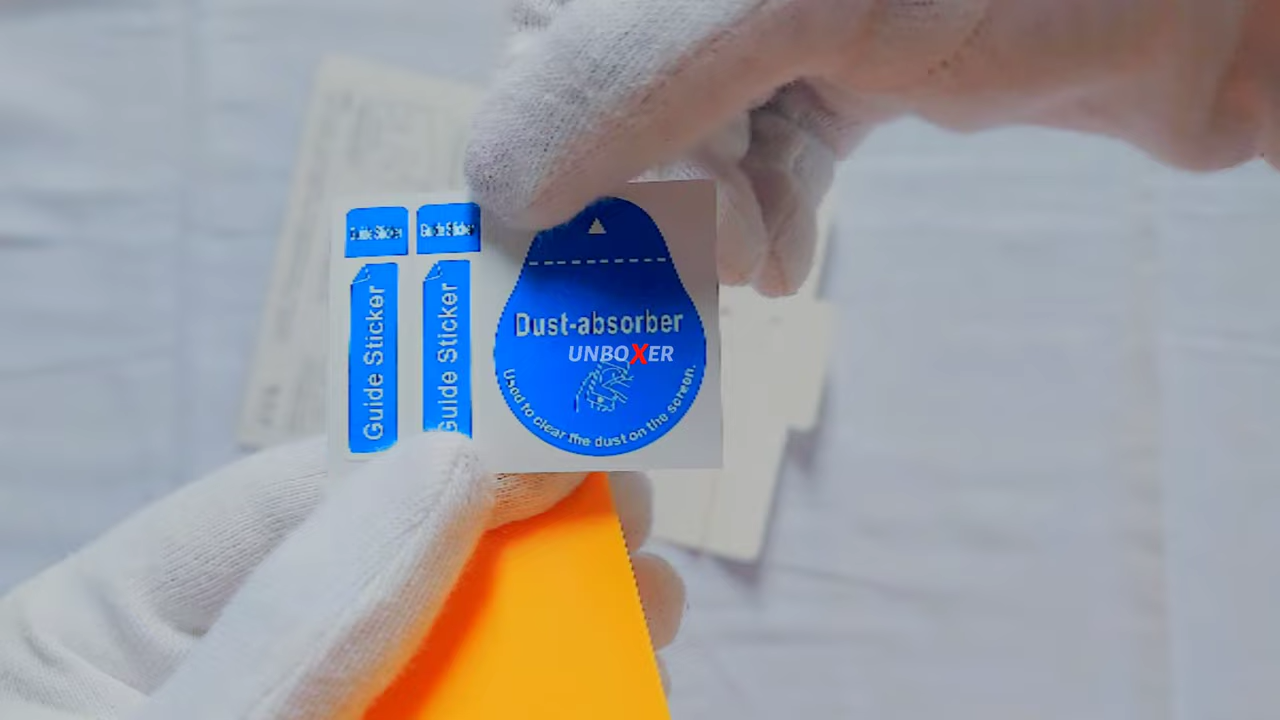 Guide Sticker
Guide Sticker
Guide Sticker
Guide Sticker
Dust-absorber
UNBOXER
Used to clear the dust on the screen.